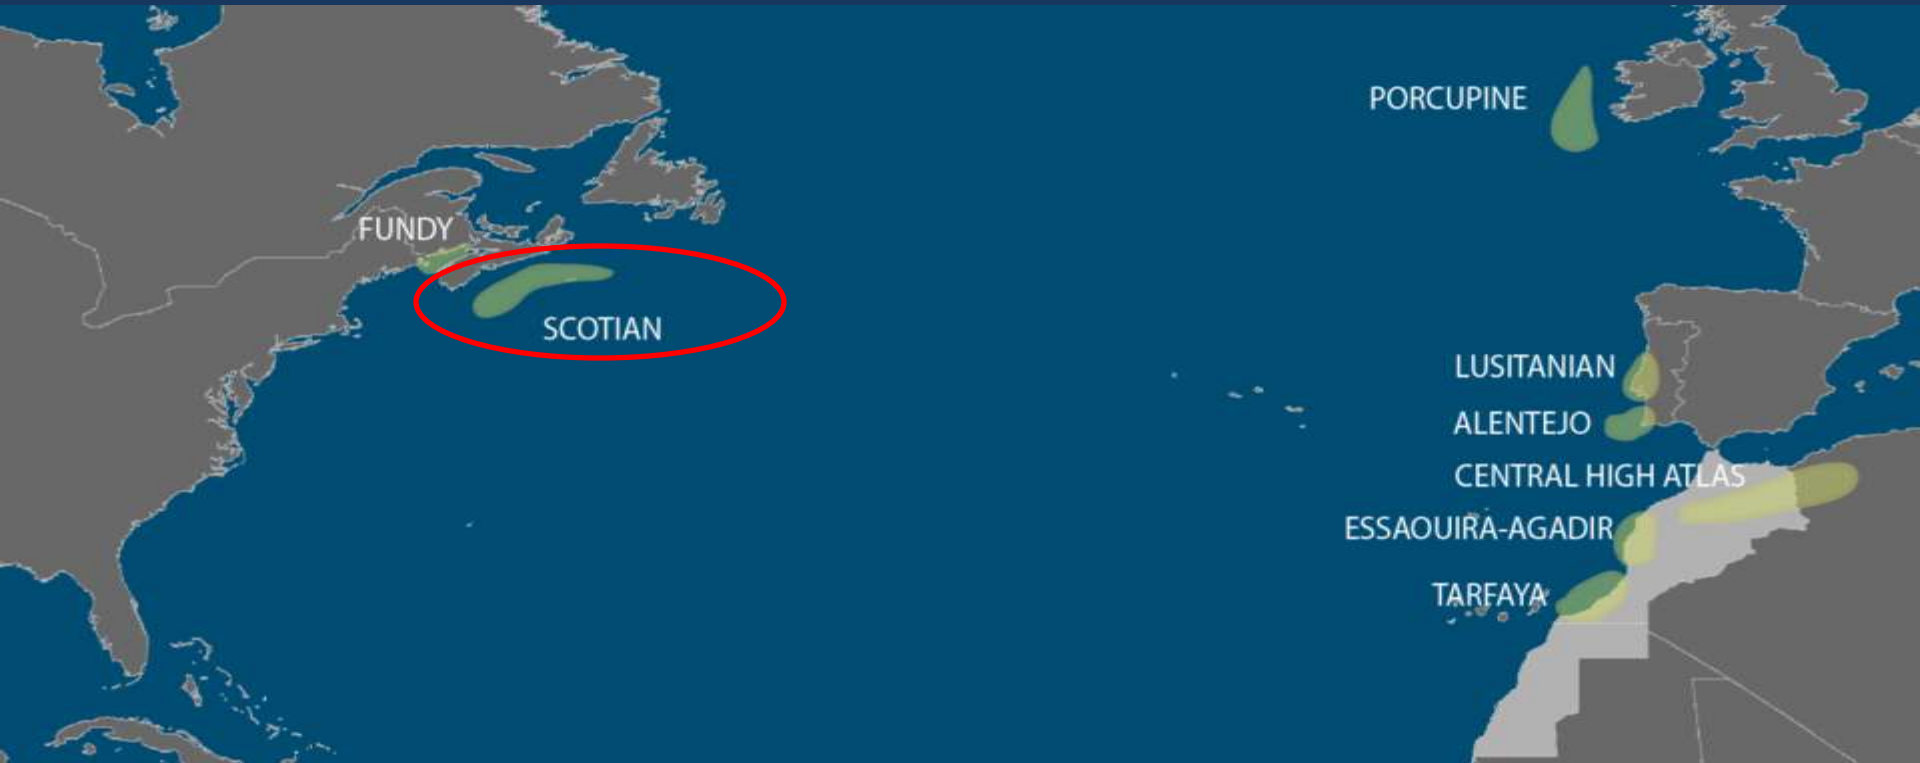 PORCUPINE
FUNDY
SCOTIAN
LUSITANIAN
ALENTEJO
CENTRAL HIGH ATLAS
ESSAOUIRA-AGADIR
TARFAYA